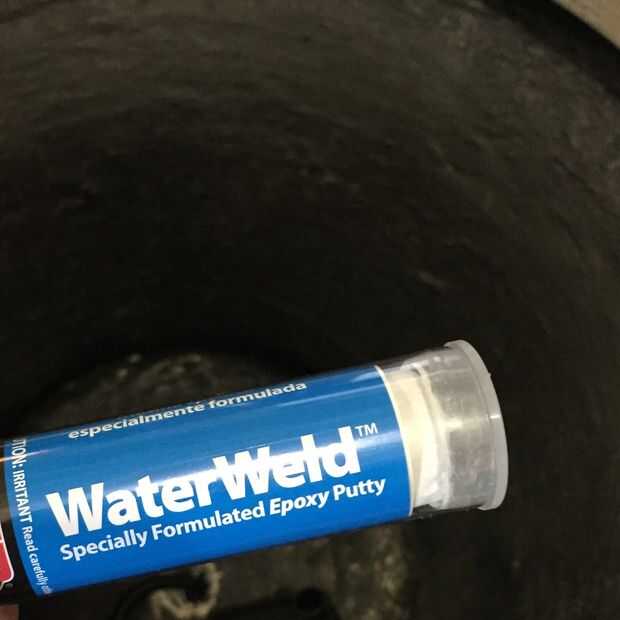 especialmente formulada
WaterWeld™
Specially Formulated Epoxy Putty
IRRITANT Read carefully